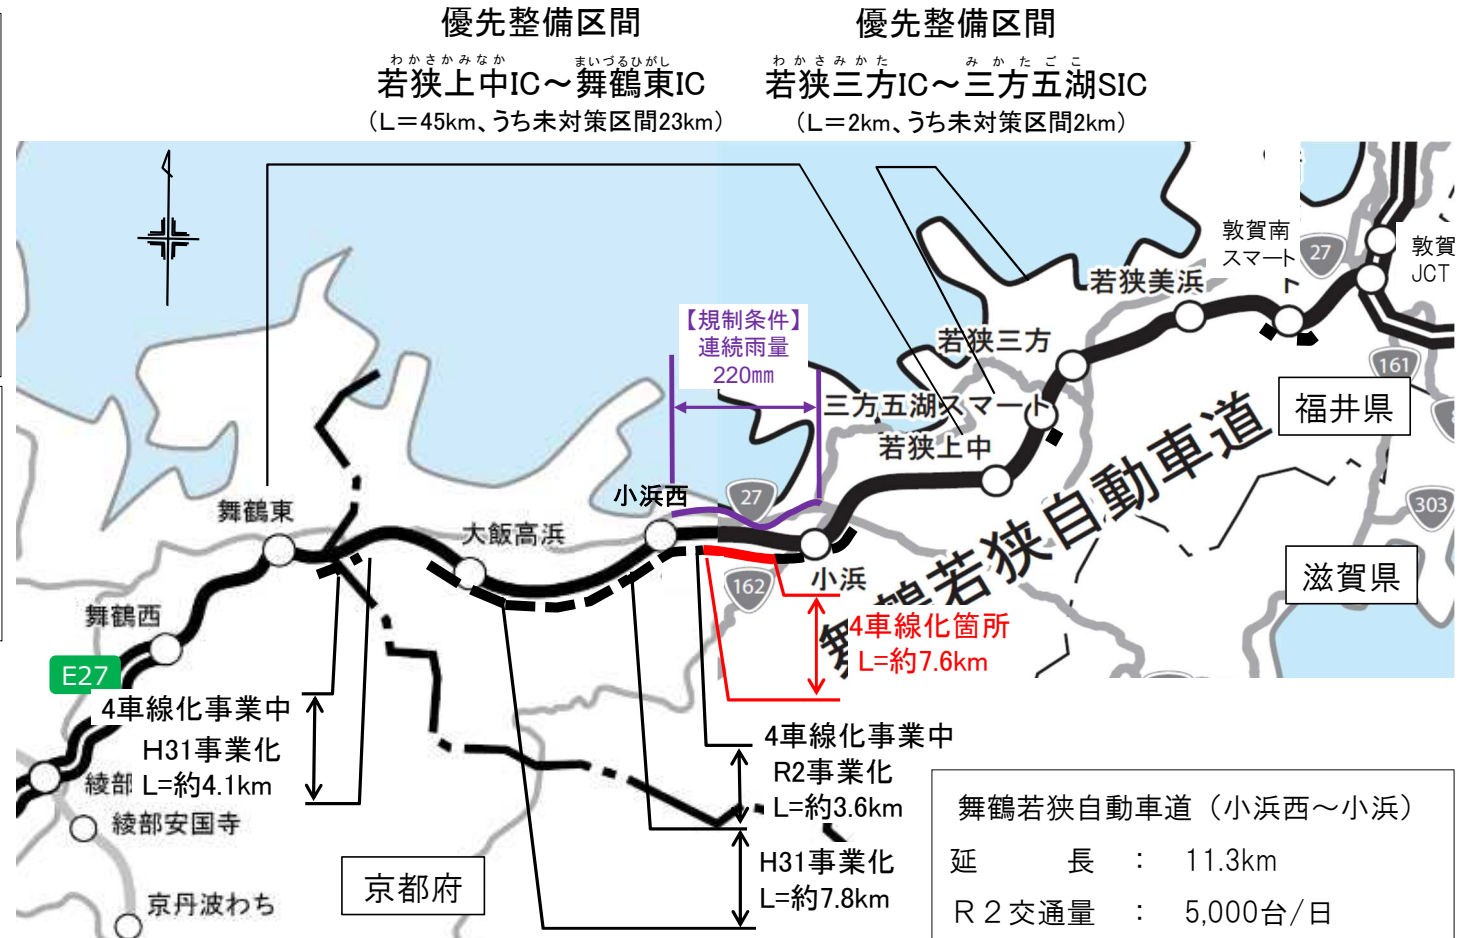 優先整備区間
わかさかみなか まいづるひがし
若狭上中IC～舞鶴東IC
(L=45km、うち未対策区間23km)
優先整備区間
わかさみかた みかたごこ
若狭三方IC～三方五湖SIC
(L=2km、うち未対策区間2km)
敦賀南
スマート
27
敦賀
JCT
若狭美浜
【規制条件】
連続雨量
220㎜
若狭三方
161
三方五湖スマート
福井県
若狭上中
舞鶴若狭自動車道
小浜西
27
303
舞鶴東
大飯高浜
小浜
162
滋賀県
舞鶴西
4車線化箇所
L=約7.6km
E27
4車線化事業中
H31事業化
L=約4.1km
4車線化事業中
R2事業化
L=約3.6km
綾部
綾部安国寺
H31事業化
L=約7.8km
京都府
京丹波わち
舞鶴若狭自動車道（小浜西～小浜）
延長 ： 11.3km
R2交通量 ： 5,000台/日